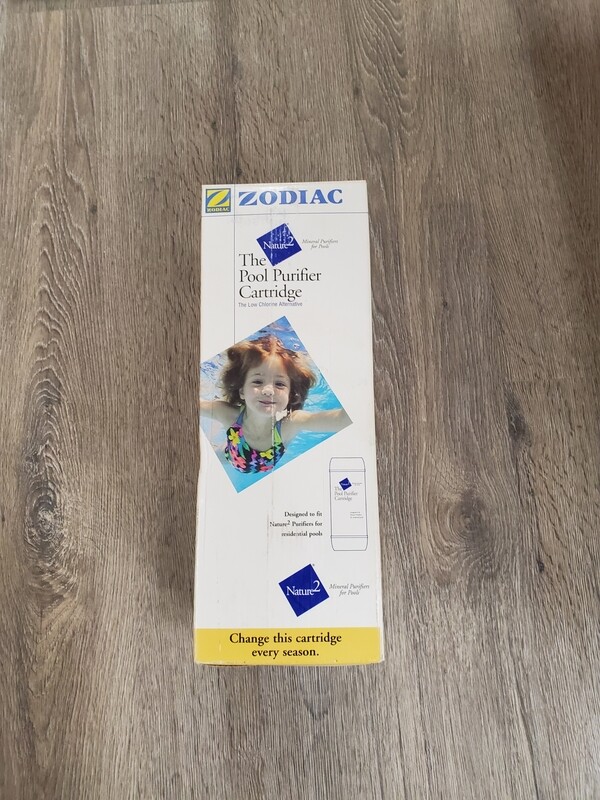 ZODIAC
ZODIAC
Nature2
Mineral Purifiers
for Pools
The
Pool Purifier
Cartridge
The Low Chlorine Alternative
The
Pool Purifier
Cartridge
Designed to fit
Nature2 Purifiers for
residential pools
Nature2
Mineral Purifiers
for Pools
Change this cartridge
every season.